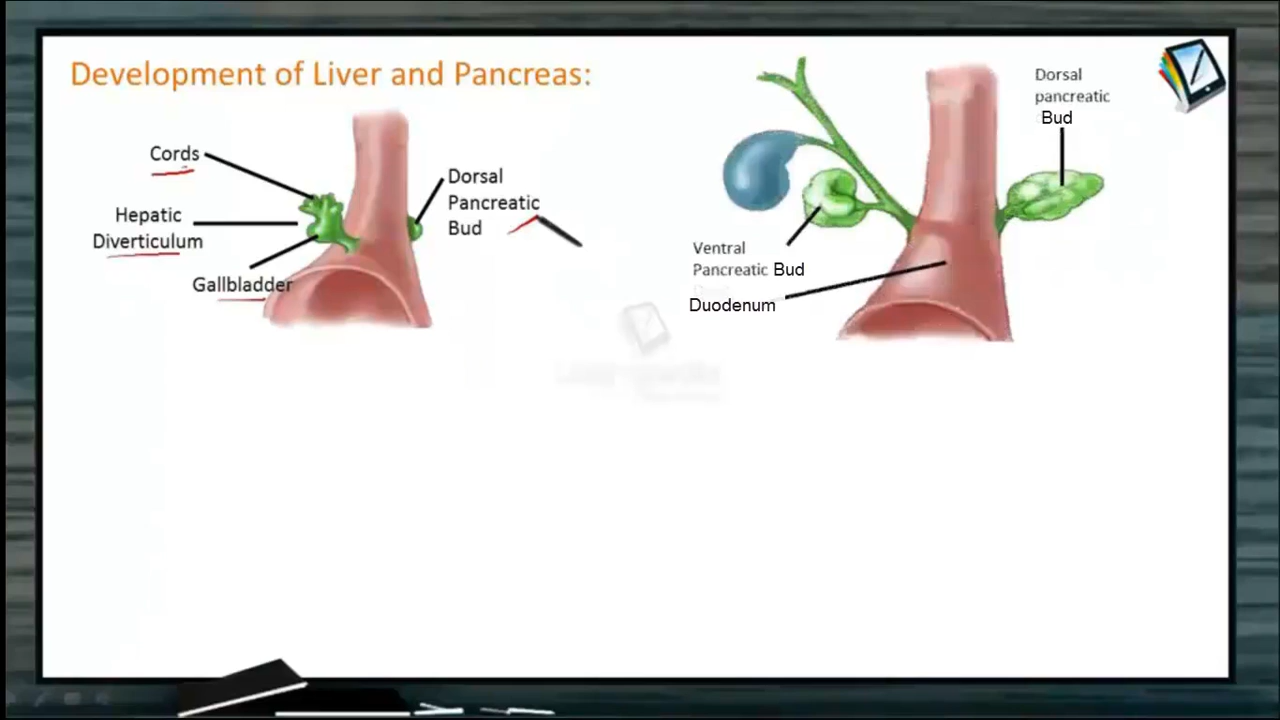 Development of Liver and Pancreas:
Cords
Hepatic
Diverticulum
Gallbladder
Dorsal
Pancreatic
Bud
Dorsal
pancreatic
Bud
Ventral
Pancreatic Bud
Duodenum